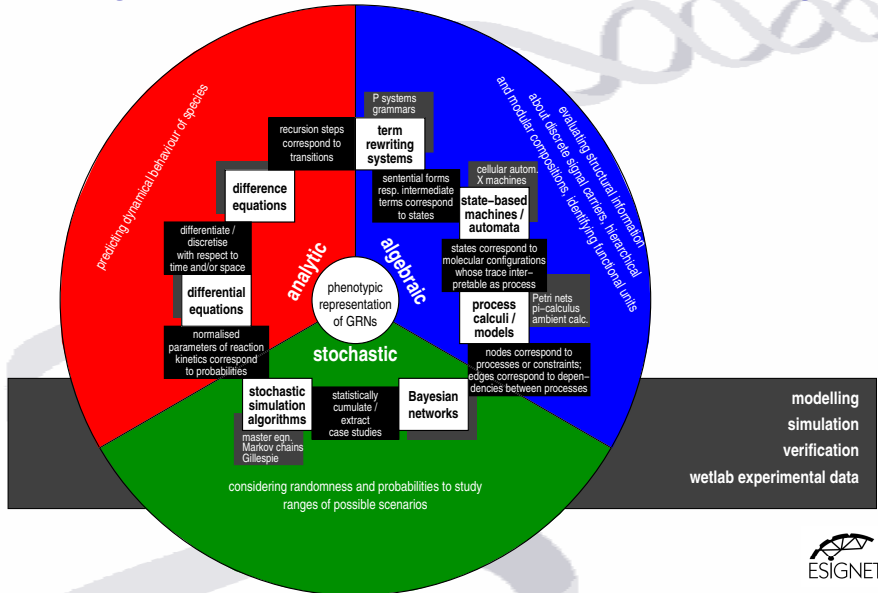 predicting dynamical behaviour of species
evaluating structural information
about discrete signal carriers, hierarchical
and modular compositions, identifying functional units
P systems
grammars
term
rewriting
systems
recursion steps
correspond to
transitions
difference
equations
differentiate /
discretise
with respect to
time and/or space
differential
equations
normalised
parameters of reaction
kinetics correspond
to probabilities
analytic
algebraic
stochastic
phenotypic
representation
of GRNs
sentential forms
resp. intermediate
terms correspond
to states
cellular autom.
X machines
state−based
machines /
automata
states correspond to
molecular configurations
whose trace inter−
pretable as process
process
calculi /
models
Petri nets
pi−calculus
ambient calc.
nodes correspond to
processes or constraints;
edges correspond to depen−
dencies between processes
stochastic
simulation
algorithms
master eqn.
Markov chains
Gillespie
statistically
cumulate /
extract
case studies
Bayesian
networks
considering randomness and probabilities to study
ranges of possible scenarios
modelling
simulation
verification
wetlab experimental data
ESIGNET